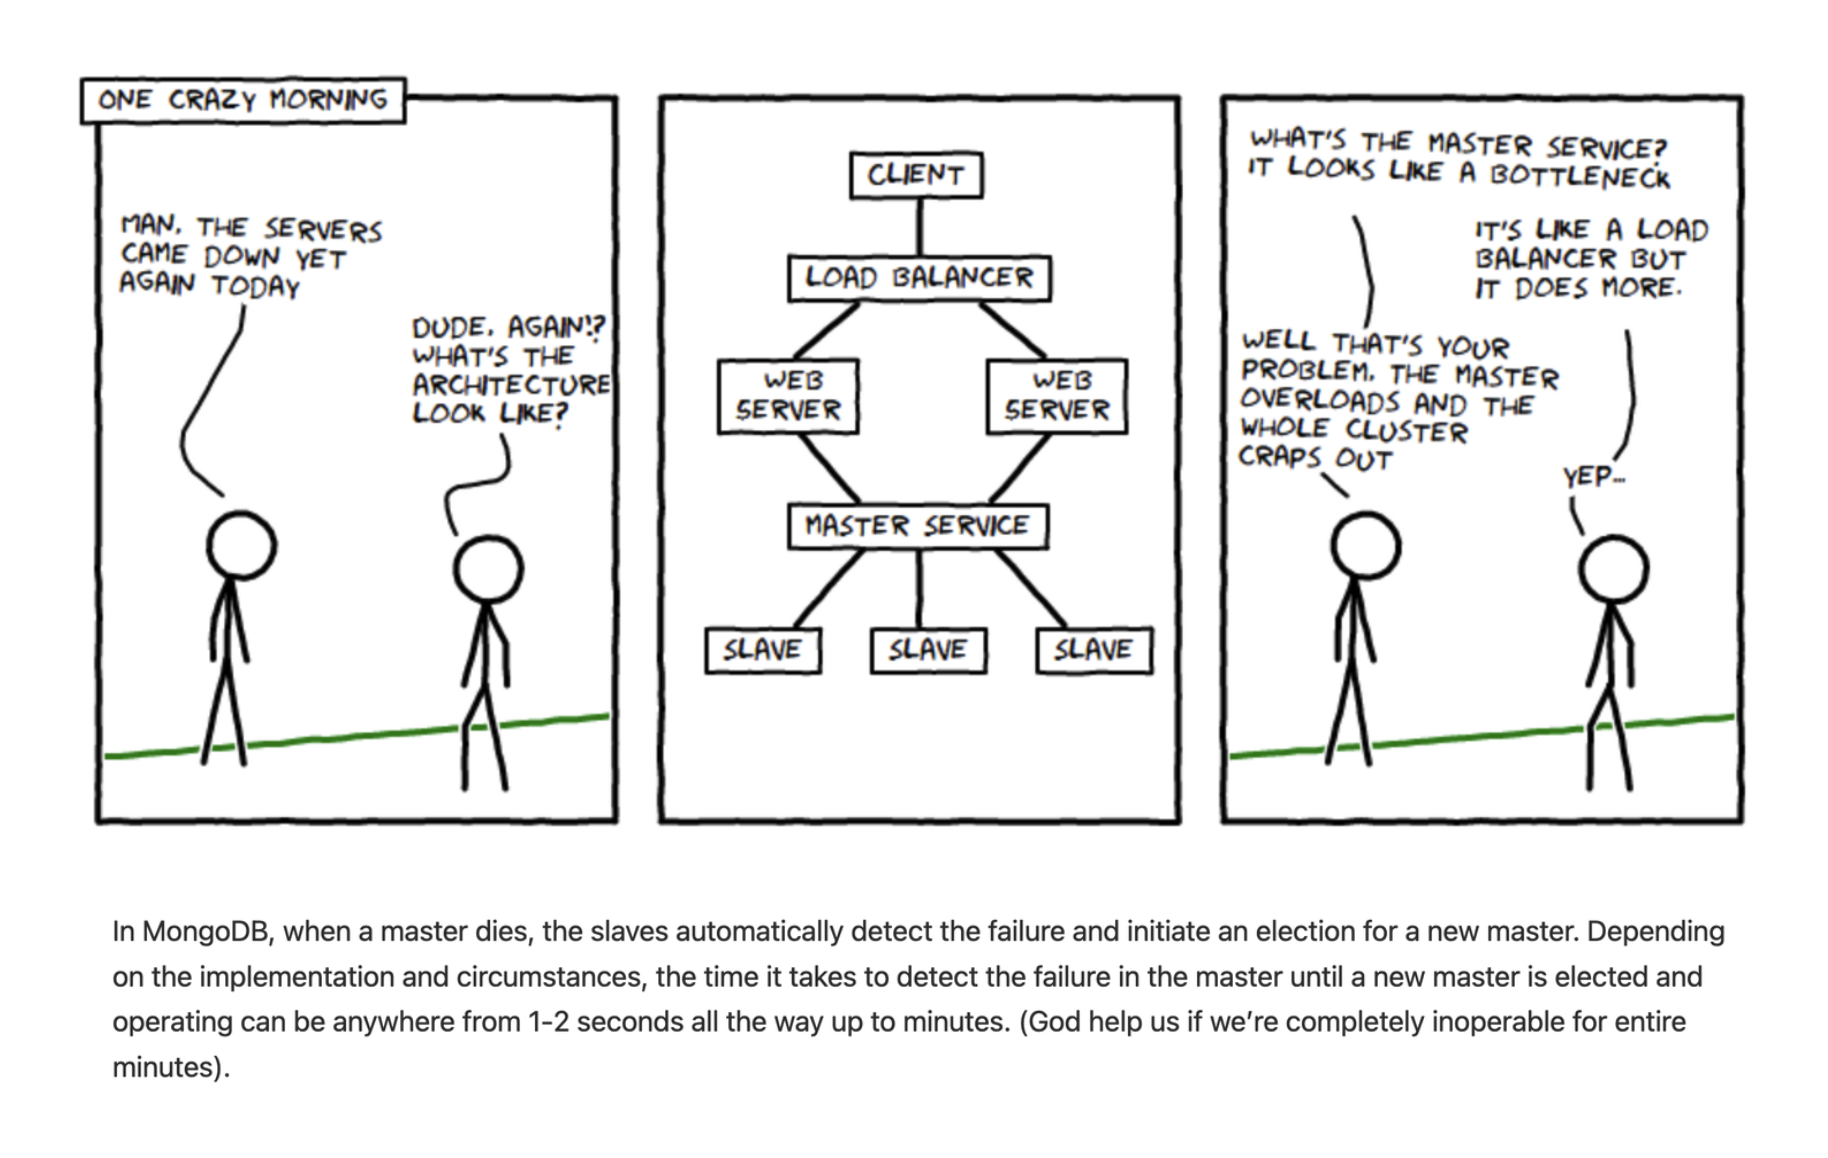 ONE CRAZY MORNING
MAN, THE SERVERS
CAME DOWN YET
AGAIN TODAY
DUDE, AGAIN!?
WHAT'S THE
ARCHITECTURE
LOOK LIKE?
CLIENT
LOAD BALANCER
WEB
SERVER
WEB
SERVER
MASTER SERVICE
SLAVE
SLAVE
SLAVE
WHAT'S THE MASTER SERVICE?
IT LOOKS LIKE A BOTTLENECK
IT'S LIKE A LOAD
BALANCER BUT
IT DOES MORE.
WELL THAT'S YOUR
PROBLEM. THE MASTER
OVERLOADS AND THE
WHOLE CLUSTER
CRAPS OUT
YEP...
In MongoDB, when a master dies, the slaves automatically detect the failure and initiate an election for a new master. Depending
on the implementation and circumstances, the time it takes to detect the failure in the master until a new master is elected and
operating can be anywhere from 1-2 seconds all the way up to minutes. (God help us if we’re completely inoperable for entire
minutes).